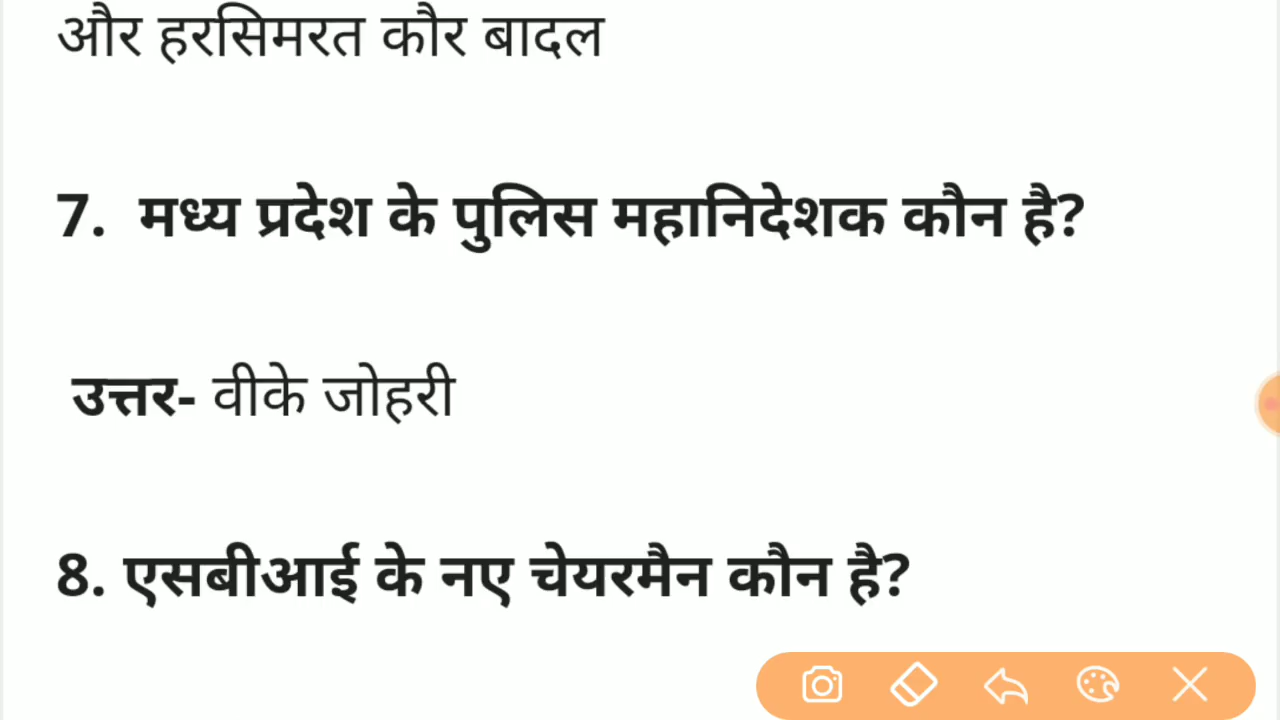 और हरसिमरत कौर बादल
7. मध्य प्रदेश के पुलिस महानिदेशक कौन है?
उत्तर- वीके जोहरी
8. एसबीआई के नए चेयरमैन कौन है?